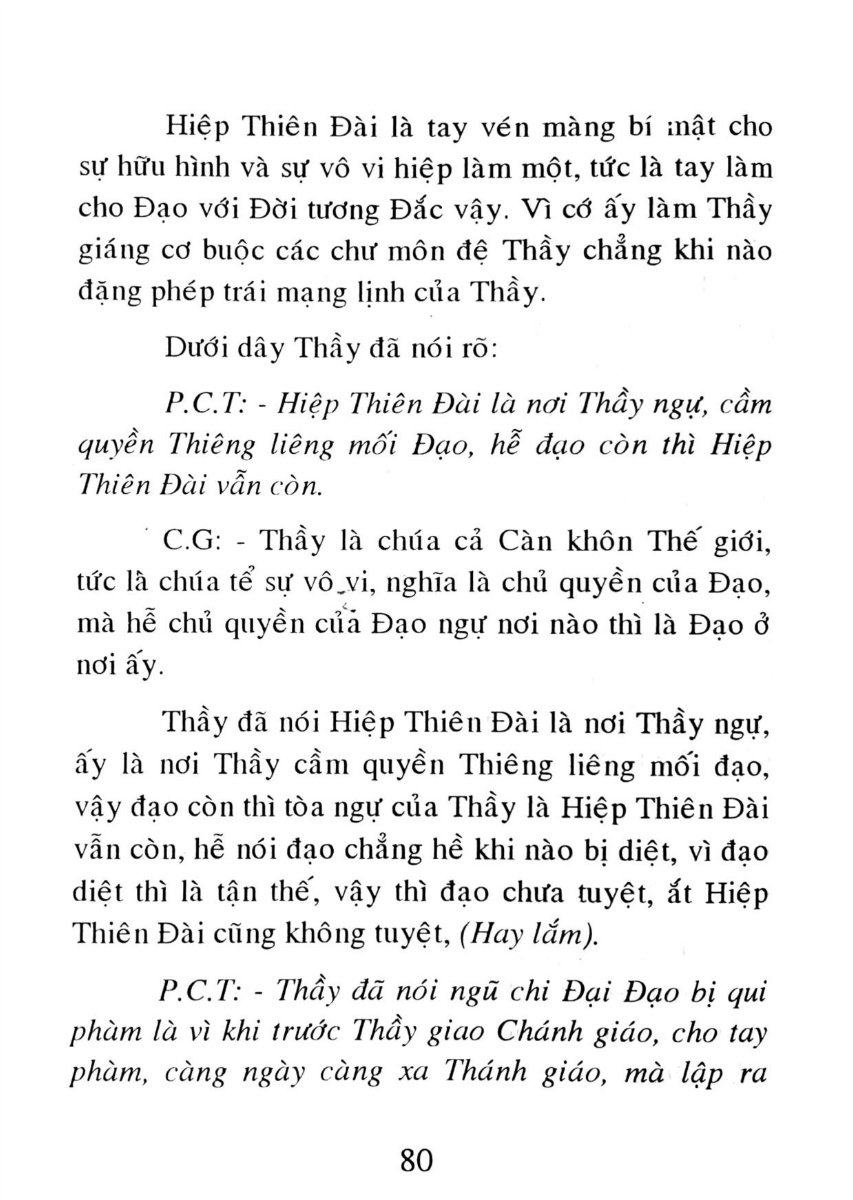 Hiệp Thiên Đài là tay vén màng bí mật cho
sự hữu hình và sự vô vi hiệp làm một, tức là tay làm
cho Đạo với Đời tương Đắc vậy. Vì cớ ấy làm Thầy
giáng cơ buộc các chư môn đệ Thầy chẳng khi nào
đặng phép trái mạng lịnh của Thầy.
Dưới dây Thầy đã nói rõ:
P.C.T: - Hiệp Thiên Đài là nơi Thầy ngự, cầm
quyền Thiêng liêng mối Đạo, hễ đạo còn thì Hiệp
Thiên Đài vẫn còn.
C.G: - Thầy là chúa cả Càn khôn Thế giới,
tức là chúa tể sự vô vi, nghĩa là chủ quyền của Đạo,
mà hễ chủ quyền của Đạo ngự nơi nào thì là Đạo ở
nơi ấy.
Thầy đã nói Hiệp Thiên Đài là nơi Thầy ngự,
ấy là nơi Thầy cầm quyền Thiêng liêng mối đạo,
vậy đạo còn thì tòa ngự của Thầy là Hiệp Thiên Đài
vẫn còn, hễ nói đạo chẳng hề khi nào bị diệt, vì đạo
diệt thì là tận thế, vậy thì đạo chưa tuyệt, ắt Hiệp
Thiên Đài cũng không tuyệt, (Hay lắm).
P.C.T: - Thầy đã nói ngũ chi Đại Đạo bị qui
phàm là vì khi trước Thầy giao Chánh giáo, cho tay
phàm, càng ngày càng xa Thánh giáo, mà lập ra
80